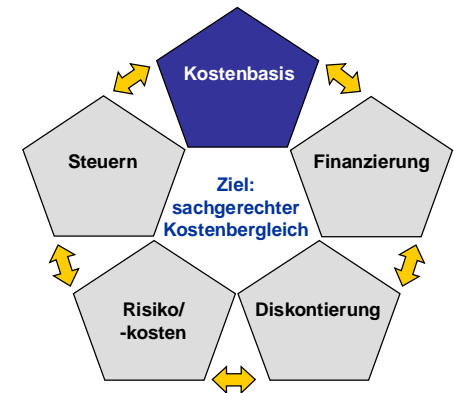 Kostenbasis
Steuern
Finanzierung
Ziel:
sachgerechter
Kostenbergleich
Risiko/
-kosten
Diskontierung